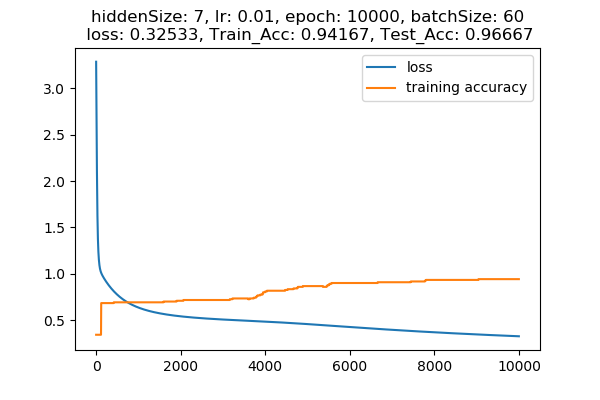 hiddenSize: 7, lr: 0.01, epoch: 10000, batchSize: 60
loss: 0.32533, Train_Acc: 0.94167, Test_Acc: 0.96667
loss
training accuracy
3.0
2.5
2.0
1.5
1.0
0.5
0 2000 4000 6000 8000 10000